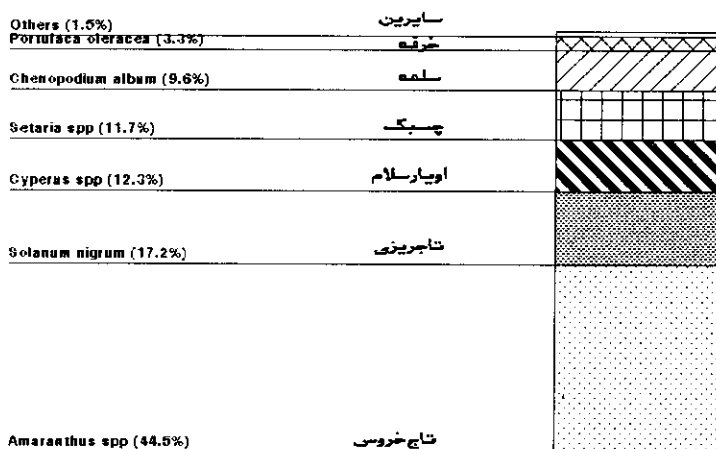 Others (1.5%) سایرین
Portulaca oleracea (3.3%) خرفه
Chenopodium album (9.6%) سلمه
Setaria spp (11.7%) چسبک
Cyperus spp (12.3%) اویارسلام
Solanum nigrum (17.2%) تاجریزی
Amaranthus spp (44.5%) تاج خروس